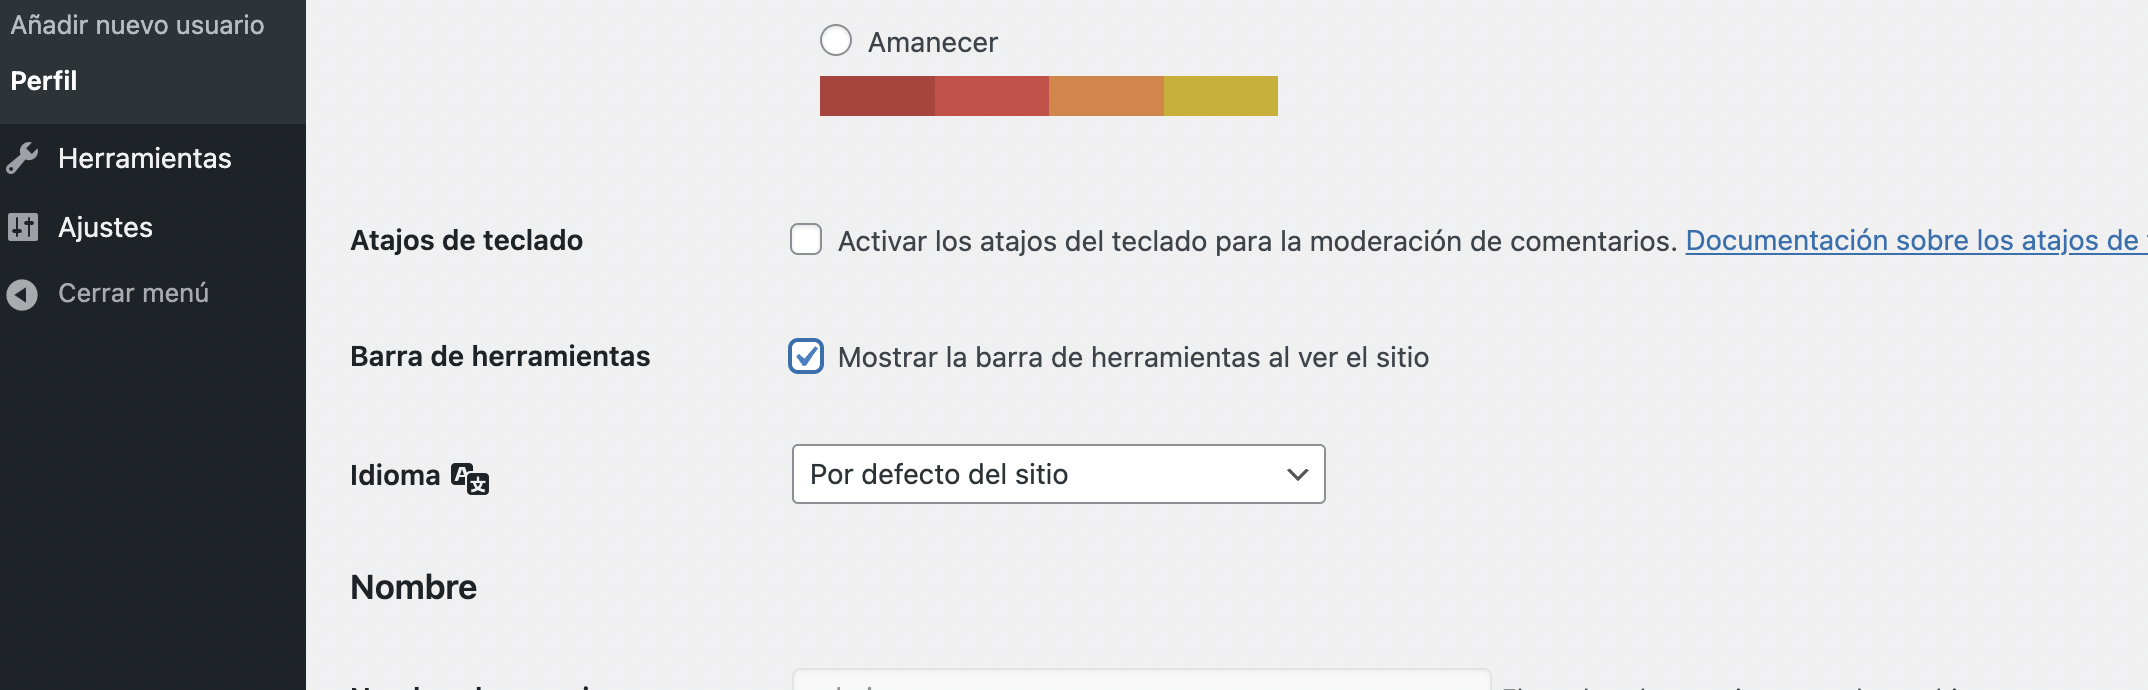 Añadir nuevo usuario
Perfil
Herramientas
Ajustes
Cerrar menú
Amanecer
Atajos de teclado
Activar los atajos del teclado para la moderación de comentarios. Documentación sobre los atajos de
Barra de herramientas
Mostrar la barra de herramientas al ver el sitio
Idioma
Por defecto del sitio
Nombre